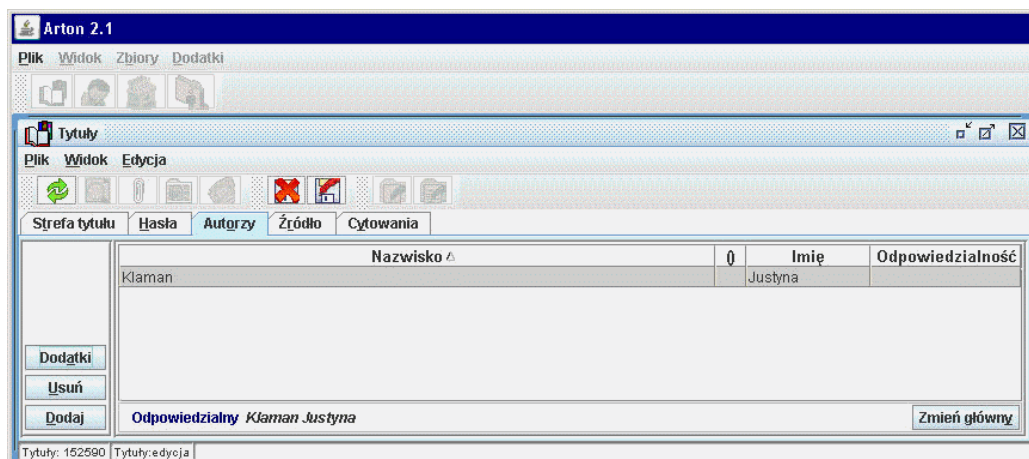 Arton 2.1
Plik Widok Zbiory Dodatki
Tytuły
Plik Widok Edycja
Strefa tytułu Hasła Autorzy Źródło Cytowania
Nazwisko () Imię Odpowiedzialność
Klaman Justyna
Dodatki
Usuń
Dodaj
Odpowiedzialny Klaman Justyna Zmień główny
Tytuły: 152590 Tytuły:edycja